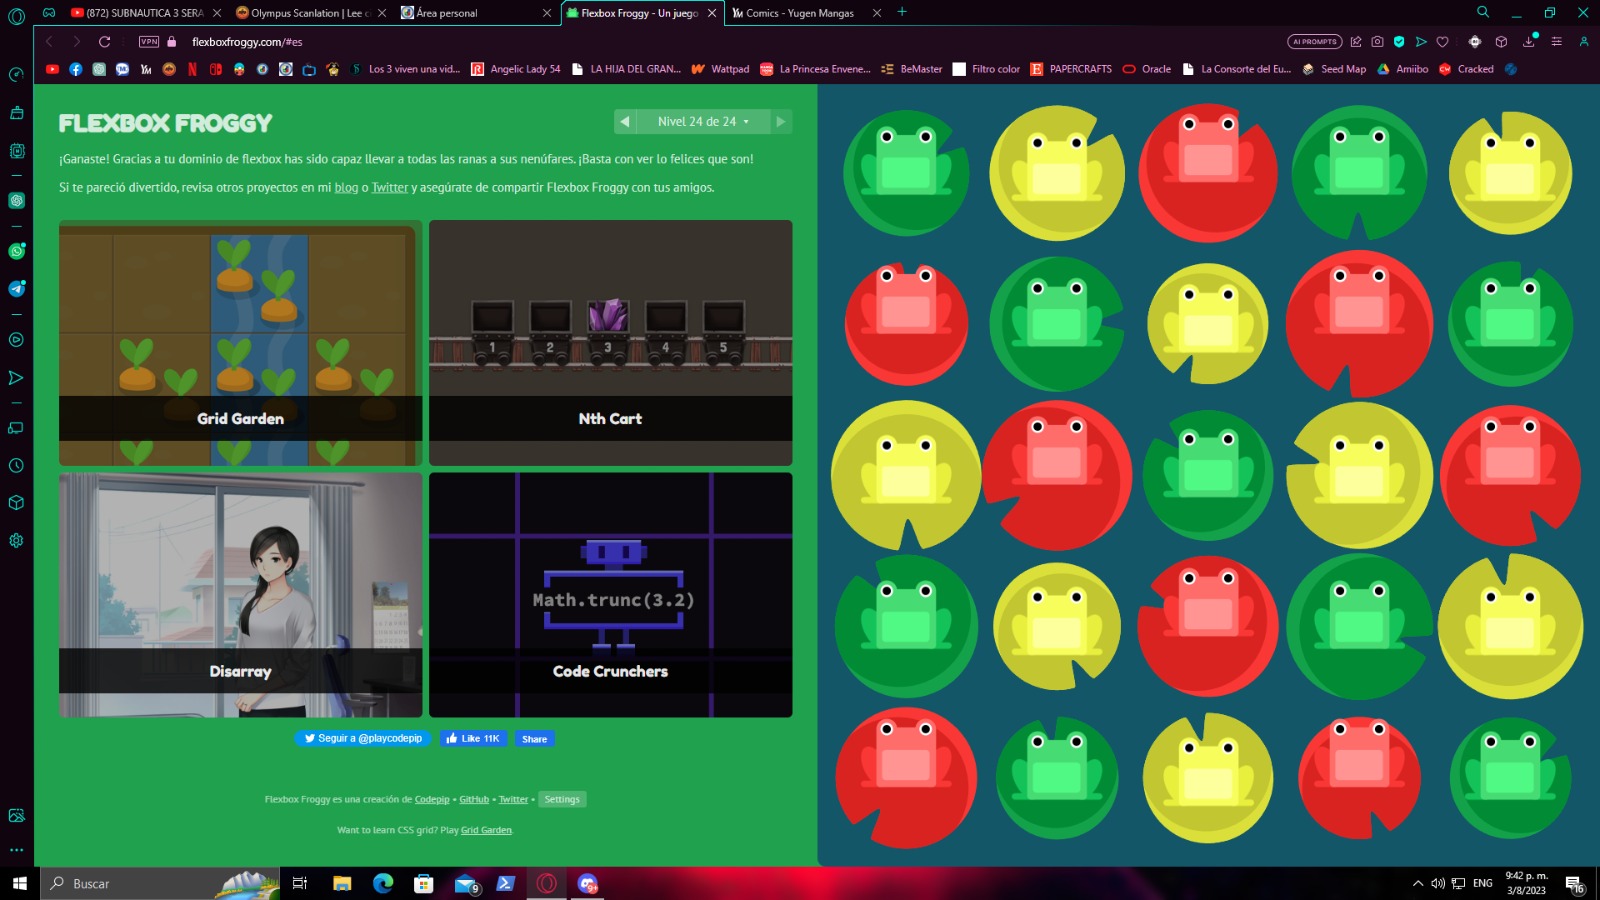 (872) SUBNAUTICA 3 SERA
Olympus Scanlation | Lee c
Área personal
Flexbox Froggy - Un juego
Comics - Yugen Mangas
VPN
flexboxfroggy.com/#es
AI PROMPTS
Los 3 viven una vid...
Angelic Lady 54
LA HIJA DEL GRAN...
Wattpad
La Princesa Envene...
BeMaster
Filtro color
PAPERCRAFTS
Oracle
La Consorte del Eu...
Seed Map
Amiibo
Cracked
FLEXBOX FROGGY
Nivel 24 de 24
¡Ganaste! Gracias a tu dominio de flexbox has sido capaz llevar a todas las ranas a sus nenúfares. ¡Basta con ver lo felices que son!
Si te pareció divertido, revisa otros proyectos en mi blog o Twitter y asegúrate de compartir Flexbox Froggy con tus amigos.
1 2 3 4 5
Grid Garden
Nth Cart
Math.trunc(3.2)
Disarray
Code Crunchers
Seguir a @playcodepip
Like 11K
Share
Flexbox Froggy es una creación de Codepip • GitHub • Twitter • Settings
Want to learn CSS grid? Play Grid Garden.
Buscar
9
9+
ENG
9:42 p. m.
3/8/2023
16